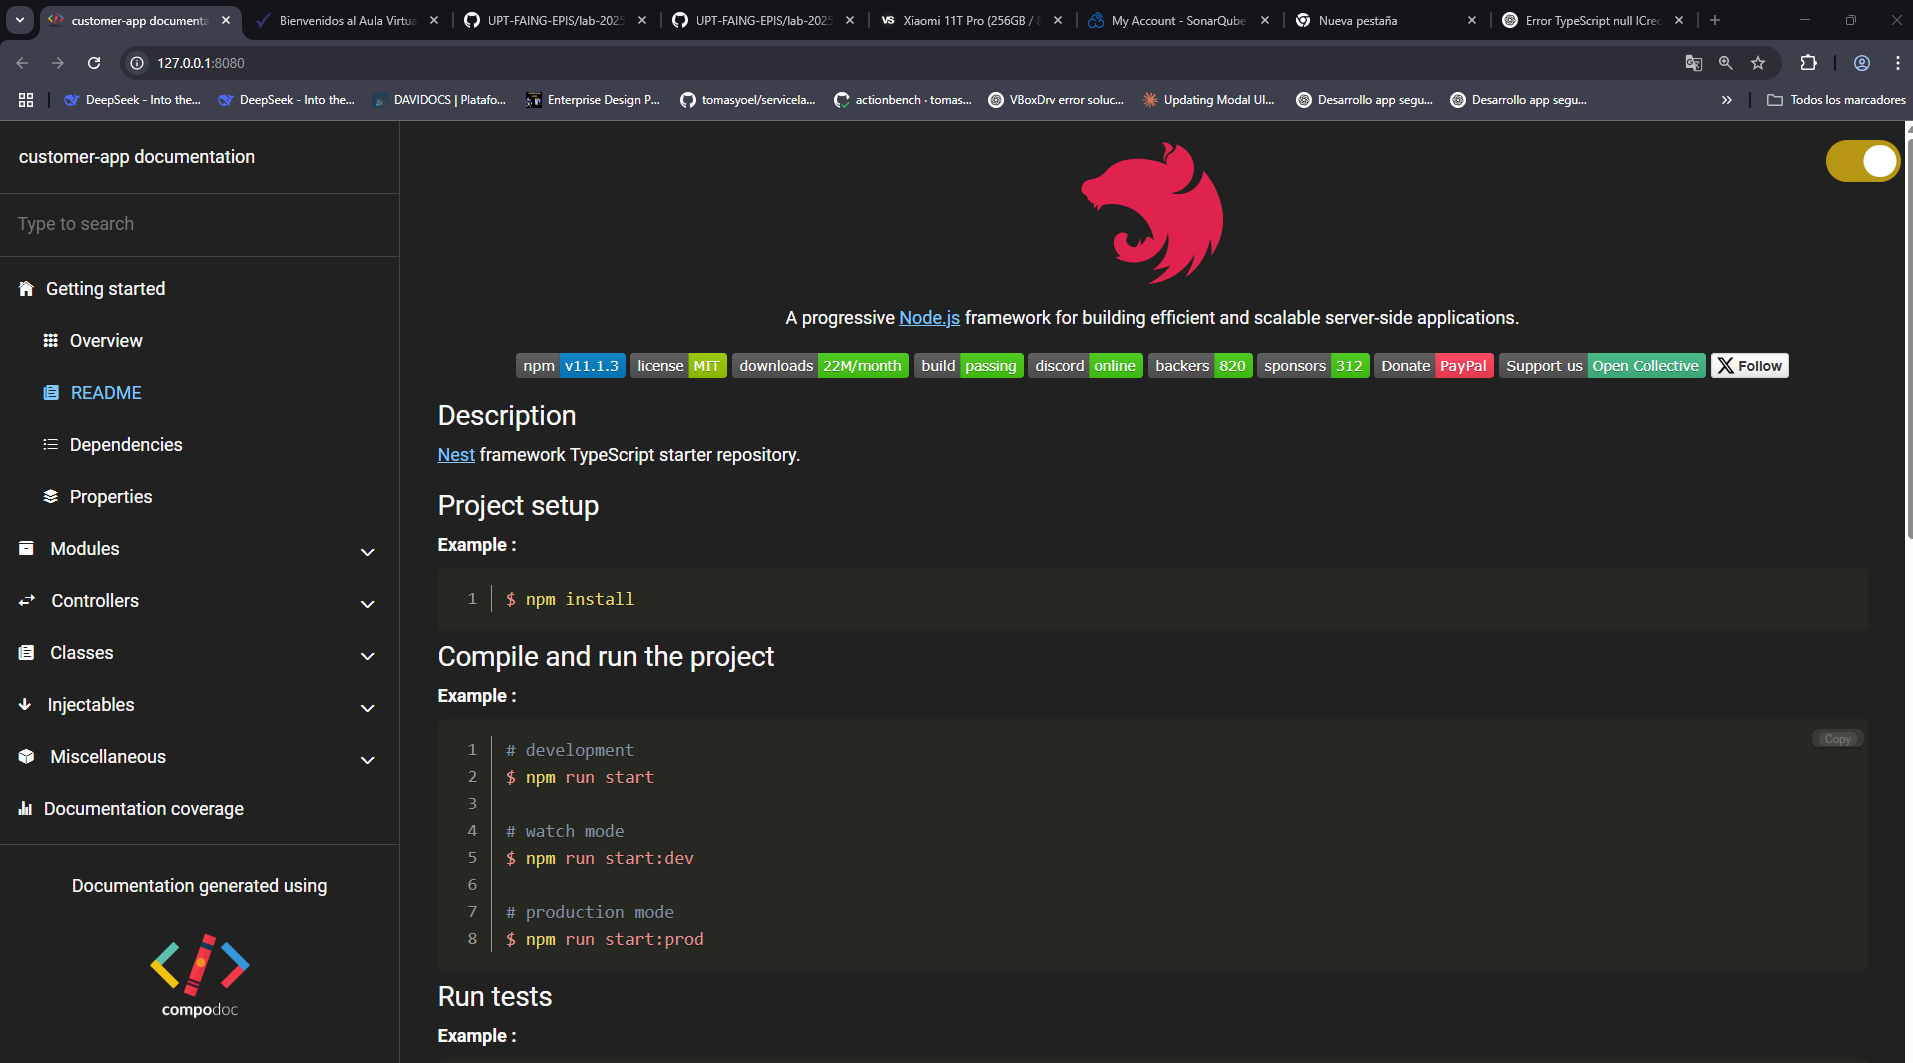 customer-app documenta
Bienvenidos al Aula Virtua
UPT-FAING-EPIS/lab-2025
UPT-FAING-EPIS/lab-2025
VS Xiaomi 11T Pro (256GB / 8
My Account - SonarQube
Nueva pestaña
Error TypeScript null ICred
127.0.0.1:8080
DeepSeek - Into the...
DeepSeek - Into the...
DAVIDOCS | Platafo...
Enterprise Design P...
tomasyoel/servicela...
actionbench · tomas...
VBoxDrv error soluc...
Updating Modal UI...
Desarrollo app segu...
Desarrollo app segu...
Todos los marcadores
customer-app documentation
Type to search
Getting started
Overview
README
Dependencies
Properties
Modules
Controllers
Classes
Injectables
Miscellaneous
Documentation coverage
Documentation generated using
compodoc
A progressive Node.js framework for building efficient and scalable server-side applications.
npm v11.1.3 license MIT downloads 22M/month build passing discord online backers 820 sponsors 312 Donate PayPal Support us Open Collective X Follow
Description
Nest framework TypeScript starter repository.
Project setup
Example :
1 $ npm install
Compile and run the project
Example :
Copy
1 # development
2 $ npm run start
3
4 # watch mode
5 $ npm run start:dev
6
7 # production mode
8 $ npm run start:prod
Run tests
Example :